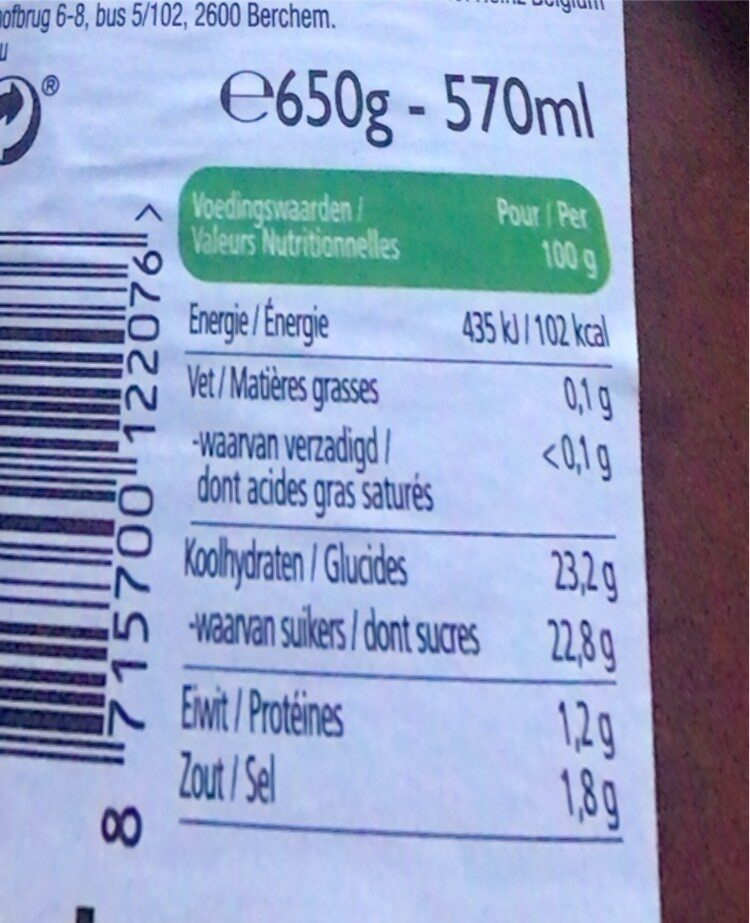 ofbrug 6-8, bus 5/102, 2600 Berchem.
®
e650g - 570ml
Voedingswaarden / Pour / Per
Valeurs Nutritionnelles 100 g
Energie / Énergie 435 kJ / 102 kcal
Vet / Matières grasses 0,1 g
-waarvan verzadigd / <0,1 g
dont acides gras saturés
Koolhydraten / Glucides 23,2 g
-waarvan suikers / dont sucres 22,8 g
Eiwit / Protéines 1,2 g
Zout / Sel 1,8 g
8 715700 122076 >